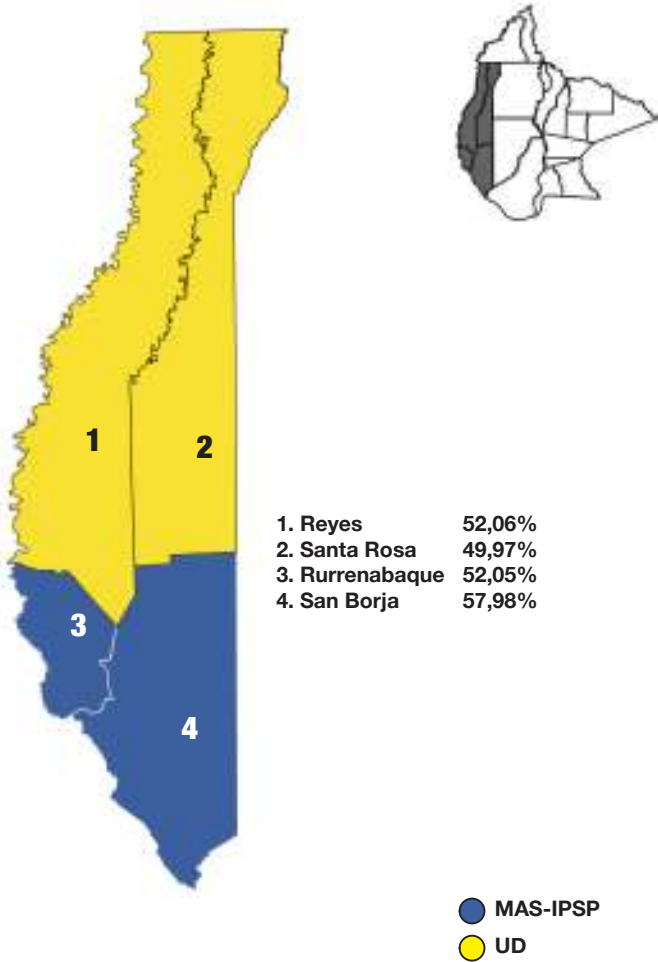 1
2
1. Reyes 52,06%
2. Santa Rosa 49,97%
3. Rurrenabaque 52,05%
4. San Borja 57,98%
3
4
MAS-IPSP
UD